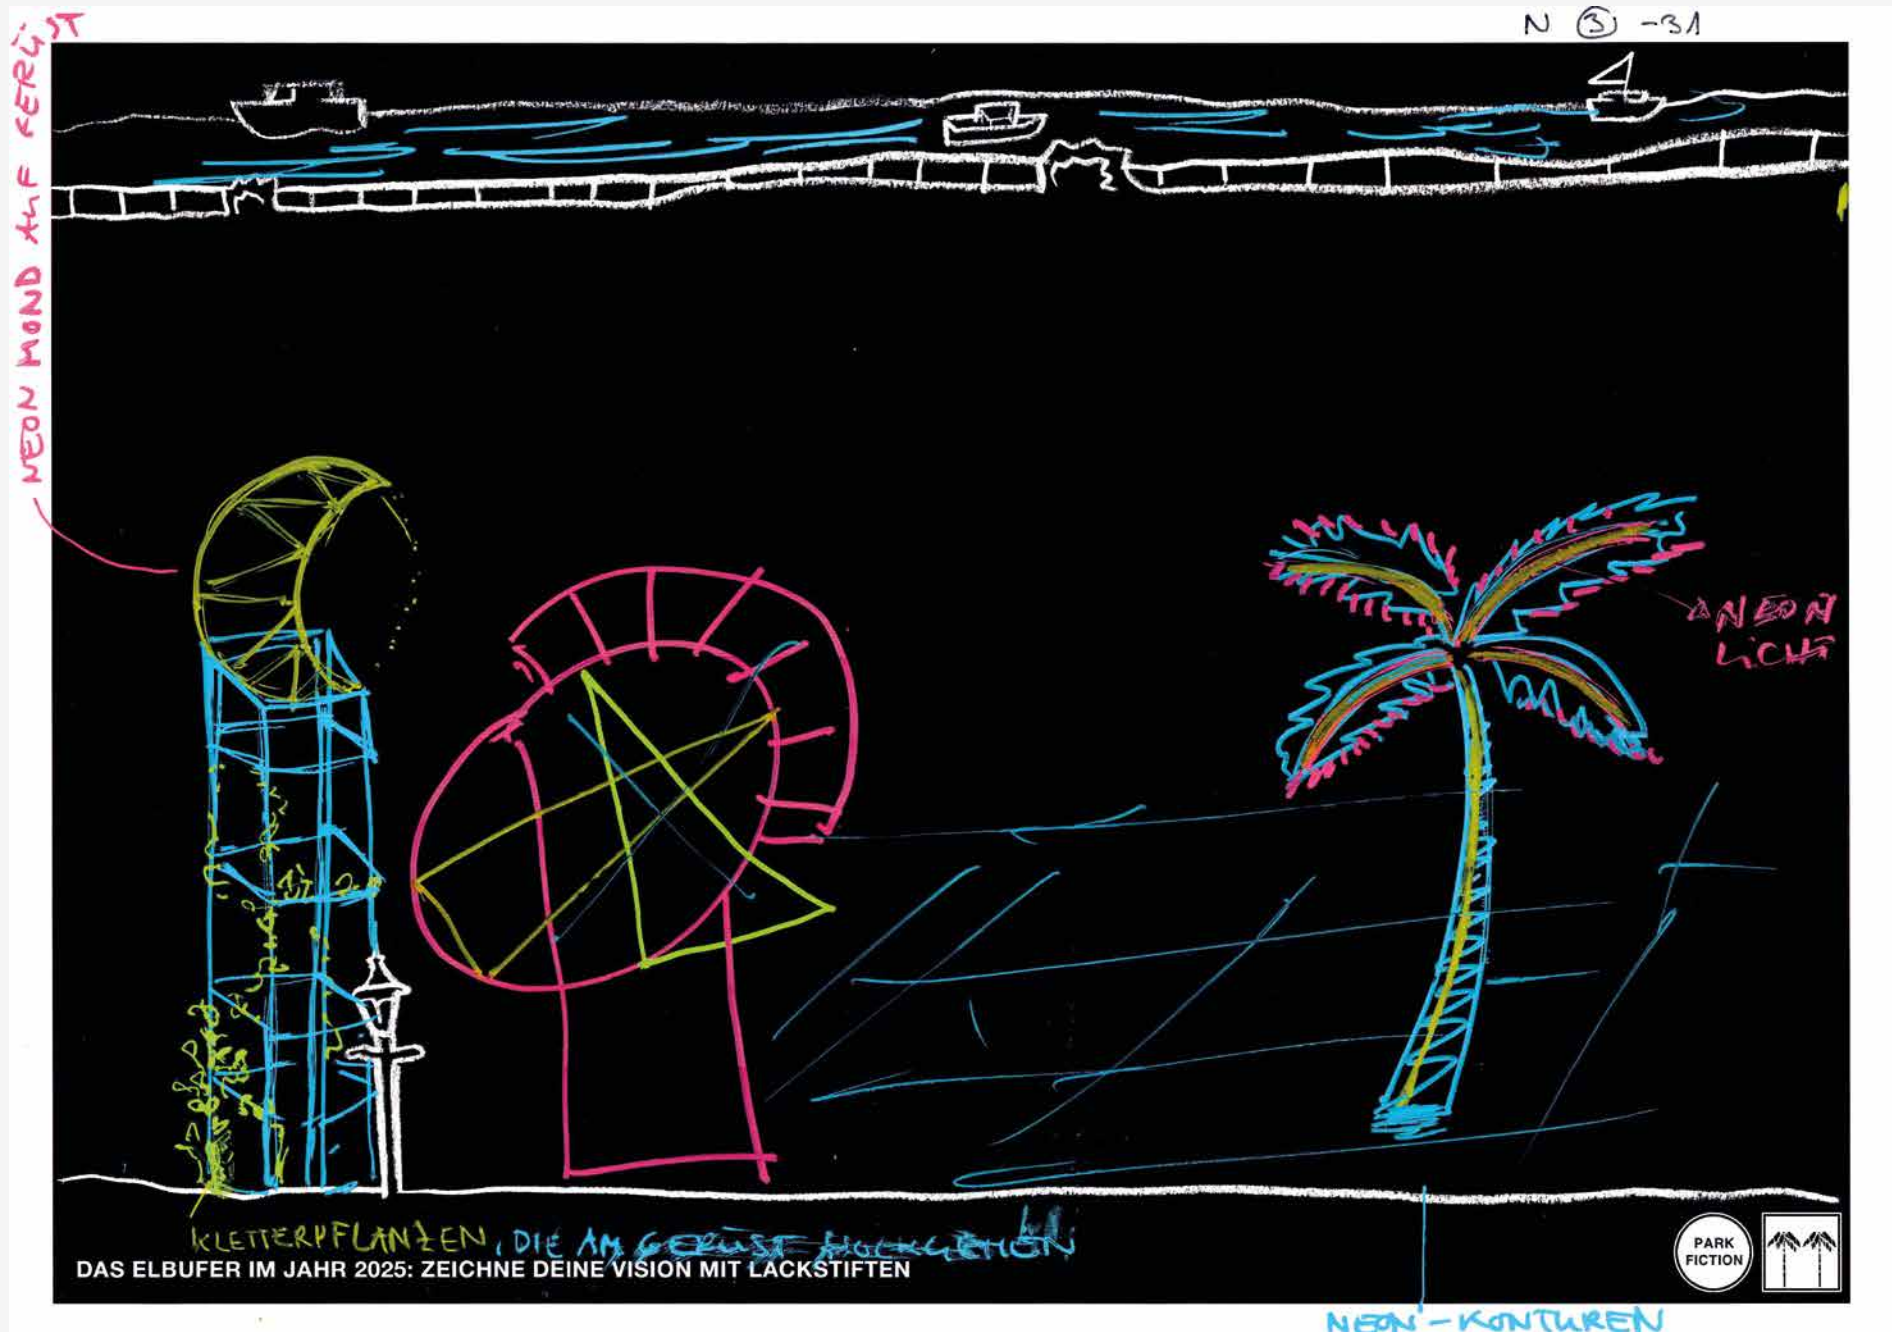 N ③ -31
NEON MOND AUF GERÜST
NEON
LICHT
KLETTERPFLANZEN, DIE AM GERÜST HOCHGEHEN
DAS ELBUFER IM JAHR 2025: ZEICHNE DEINE VISION MIT LACKSTIFTEN
PARK
FICTION
NEON-KONTUREN